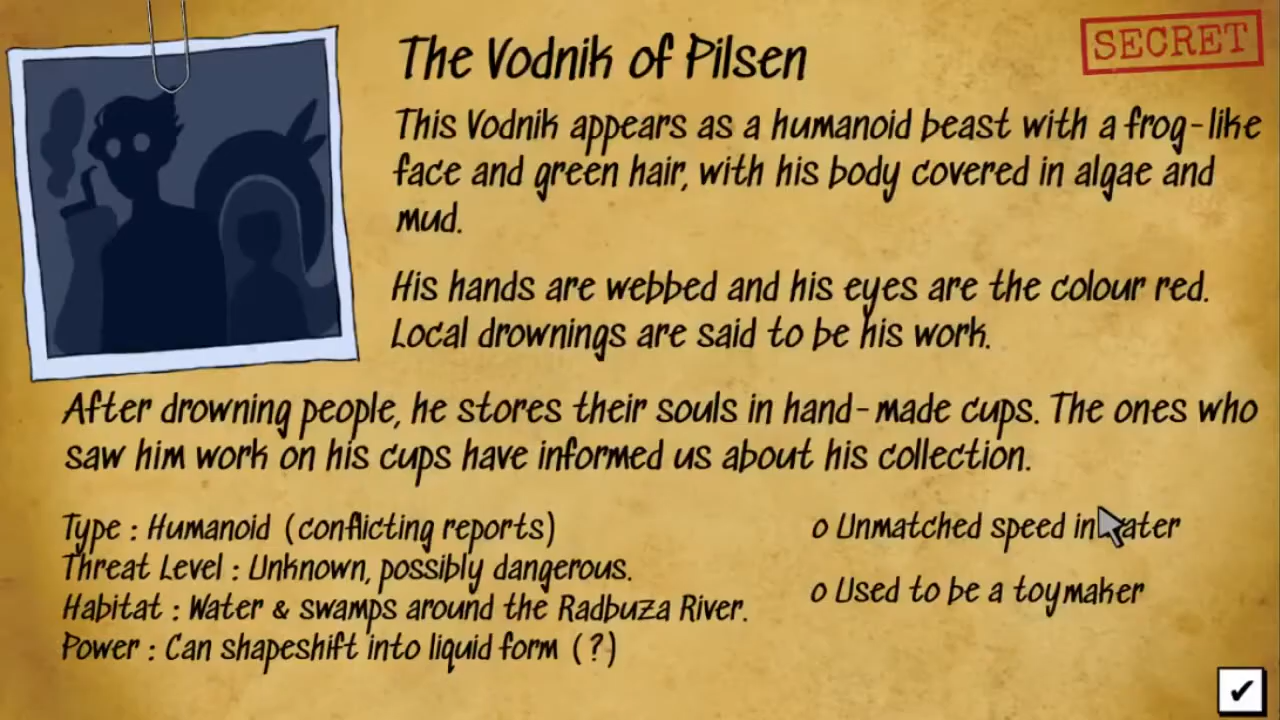 The Vodnik of Pilsen
SECRET
This Vodnik appears as a humanoid beast with a frog-like
face and green hair, with his body covered in algae and
mud.
His hands are webbed and his eyes are the colour red.
Local drownings are said to be his work.
After drowning people, he stores their souls in hand-made cups. The ones who
saw him work on his cups have informed us about his collection.
Type : Humanoid (conflicting reports)
Threat Level : Unknown, possibly dangerous.
Habitat : Water & swamps around the Radbuza River.
Power : Can shapeshift into liquid form (?)
o Unmatched speed in water
o Used to be a toymaker